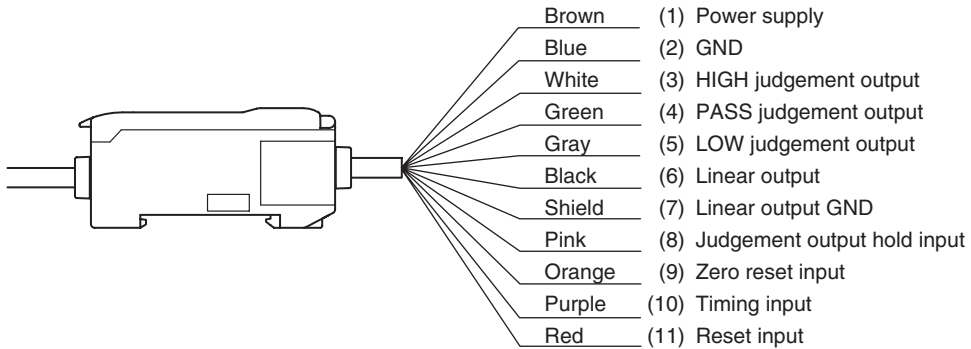 Brown (1) Power supply
Blue (2) GND
White (3) HIGH judgement output
Green (4) PASS judgement output
Gray (5) LOW judgement output
Black (6) Linear output
Shield (7) Linear output GND
Pink (8) Judgement output hold input
Orange (9) Zero reset input
Purple (10) Timing input
Red (11) Reset input